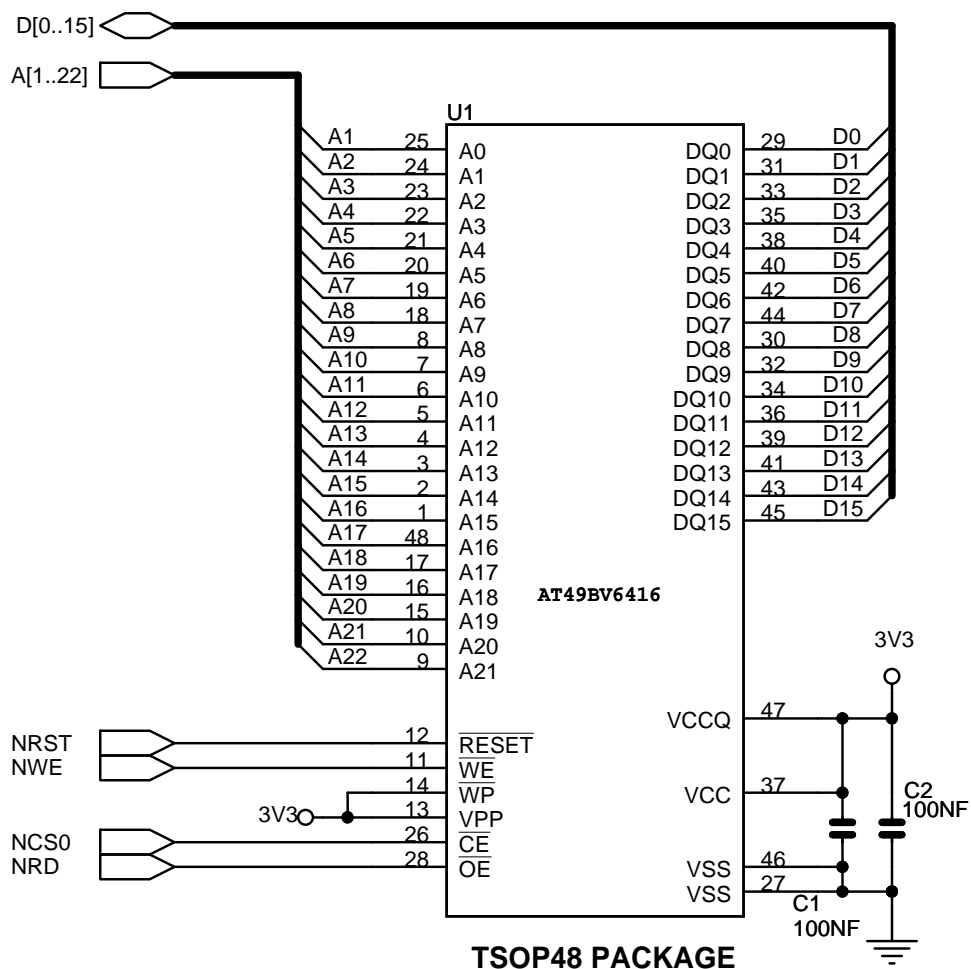 D[0..15]
A[1..22]
U1
A1 25 A0 DQ0 29 D0
A2 24 A1 DQ1 31 D1
A3 23 A2 DQ2 33 D2
A4 22 A3 DQ3 35 D3
A5 21 A4 DQ4 38 D4
A6 20 A5 DQ5 40 D5
A7 19 A6 DQ6 42 D6
A8 18 A7 DQ7 44 D7
A9 8 A8 DQ8 30 D8
A10 7 A9 DQ9 32 D9
A11 6 A10 DQ10 34 D10
A12 5 A11 DQ11 36 D11
A13 4 A12 DQ12 39 D12
A14 3 A13 DQ13 41 D13
A15 2 A14 DQ14 43 D14
A16 1 A15 DQ15 45 D15
A17 48 A16
A18 17 A17
A19 16 A18
AT49BV6416
A20 15 A19
A21 10 A20
A22 9 A21
3V3
VCCQ 47
NRST 12 RESET
NWE 11 WE
14 WP VCC 37
C2
100NF
3V3 13 VPP
NCS0 26 CE
NRD 28 OE
VSS 46
VSS 27
C1
100NF
TSOP48 PACKAGE